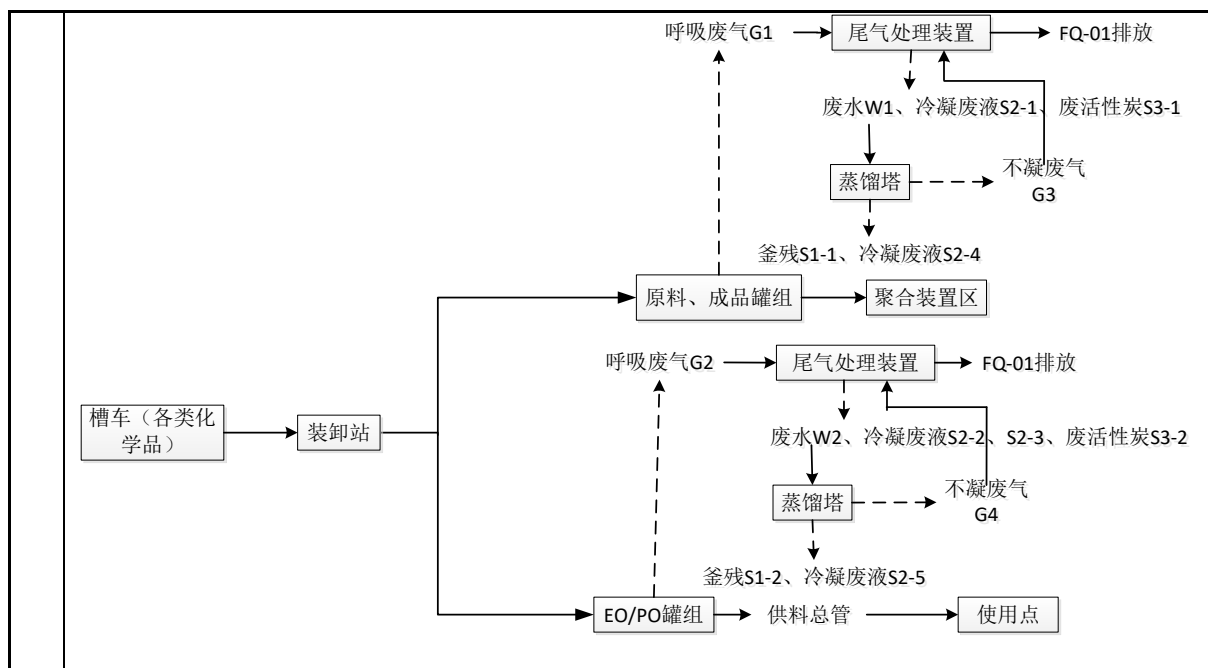 呼吸废气G1
尾气处理装置
FQ-01排放
废水W1、冷凝废液S2-1、废活性炭S3-1
蒸馏塔
不凝废气
G3
釜残S1-1、冷凝废液S2-4
原料、成品罐组
聚合装置区
呼吸废气G2
尾气处理装置
FQ-01排放
槽车（各类化
学品）
装卸站
废水W2、冷凝废液S2-2、S2-3、废活性炭S3-2
蒸馏塔
不凝废气
G4
釜残S1-2、冷凝废液S2-5
EO/PO罐组
供料总管
使用点